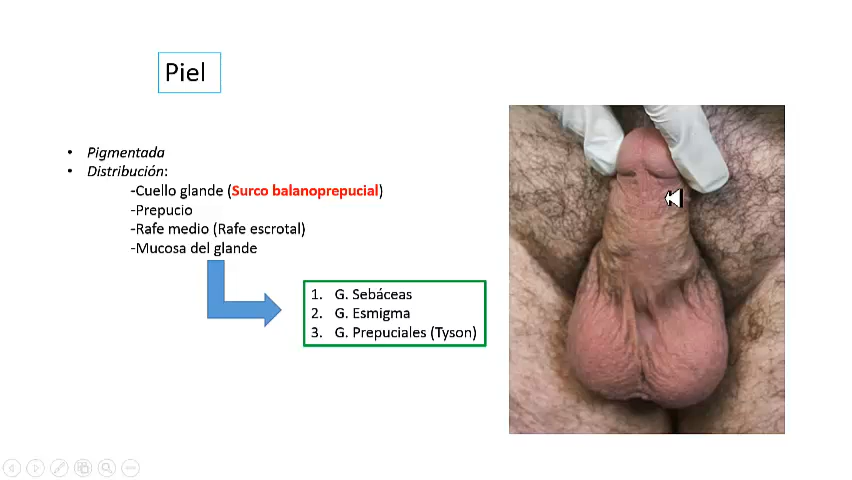 Piel
• Pigmentada
• Distribución:
-Cuello glande (Surco balanoprepucial)
-Prepucio
-Rafe medio (Rafe escrotal)
-Mucosa del glande
1. G. Sebáceas
2. G. Esmigma
3. G. Prepuciales (Tyson)